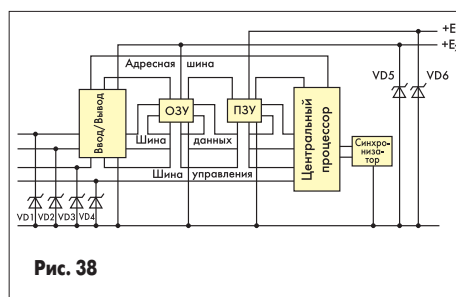 +E
+E
Адресная шина
VD5
VD6
Ввод/Вывод
ОЗУ
ПЗУ
Центральный процессор
Шина данных
Синхро-
низа-
тор
Шина управления
VD1
VD2
VD3
VD4
Рис. 38